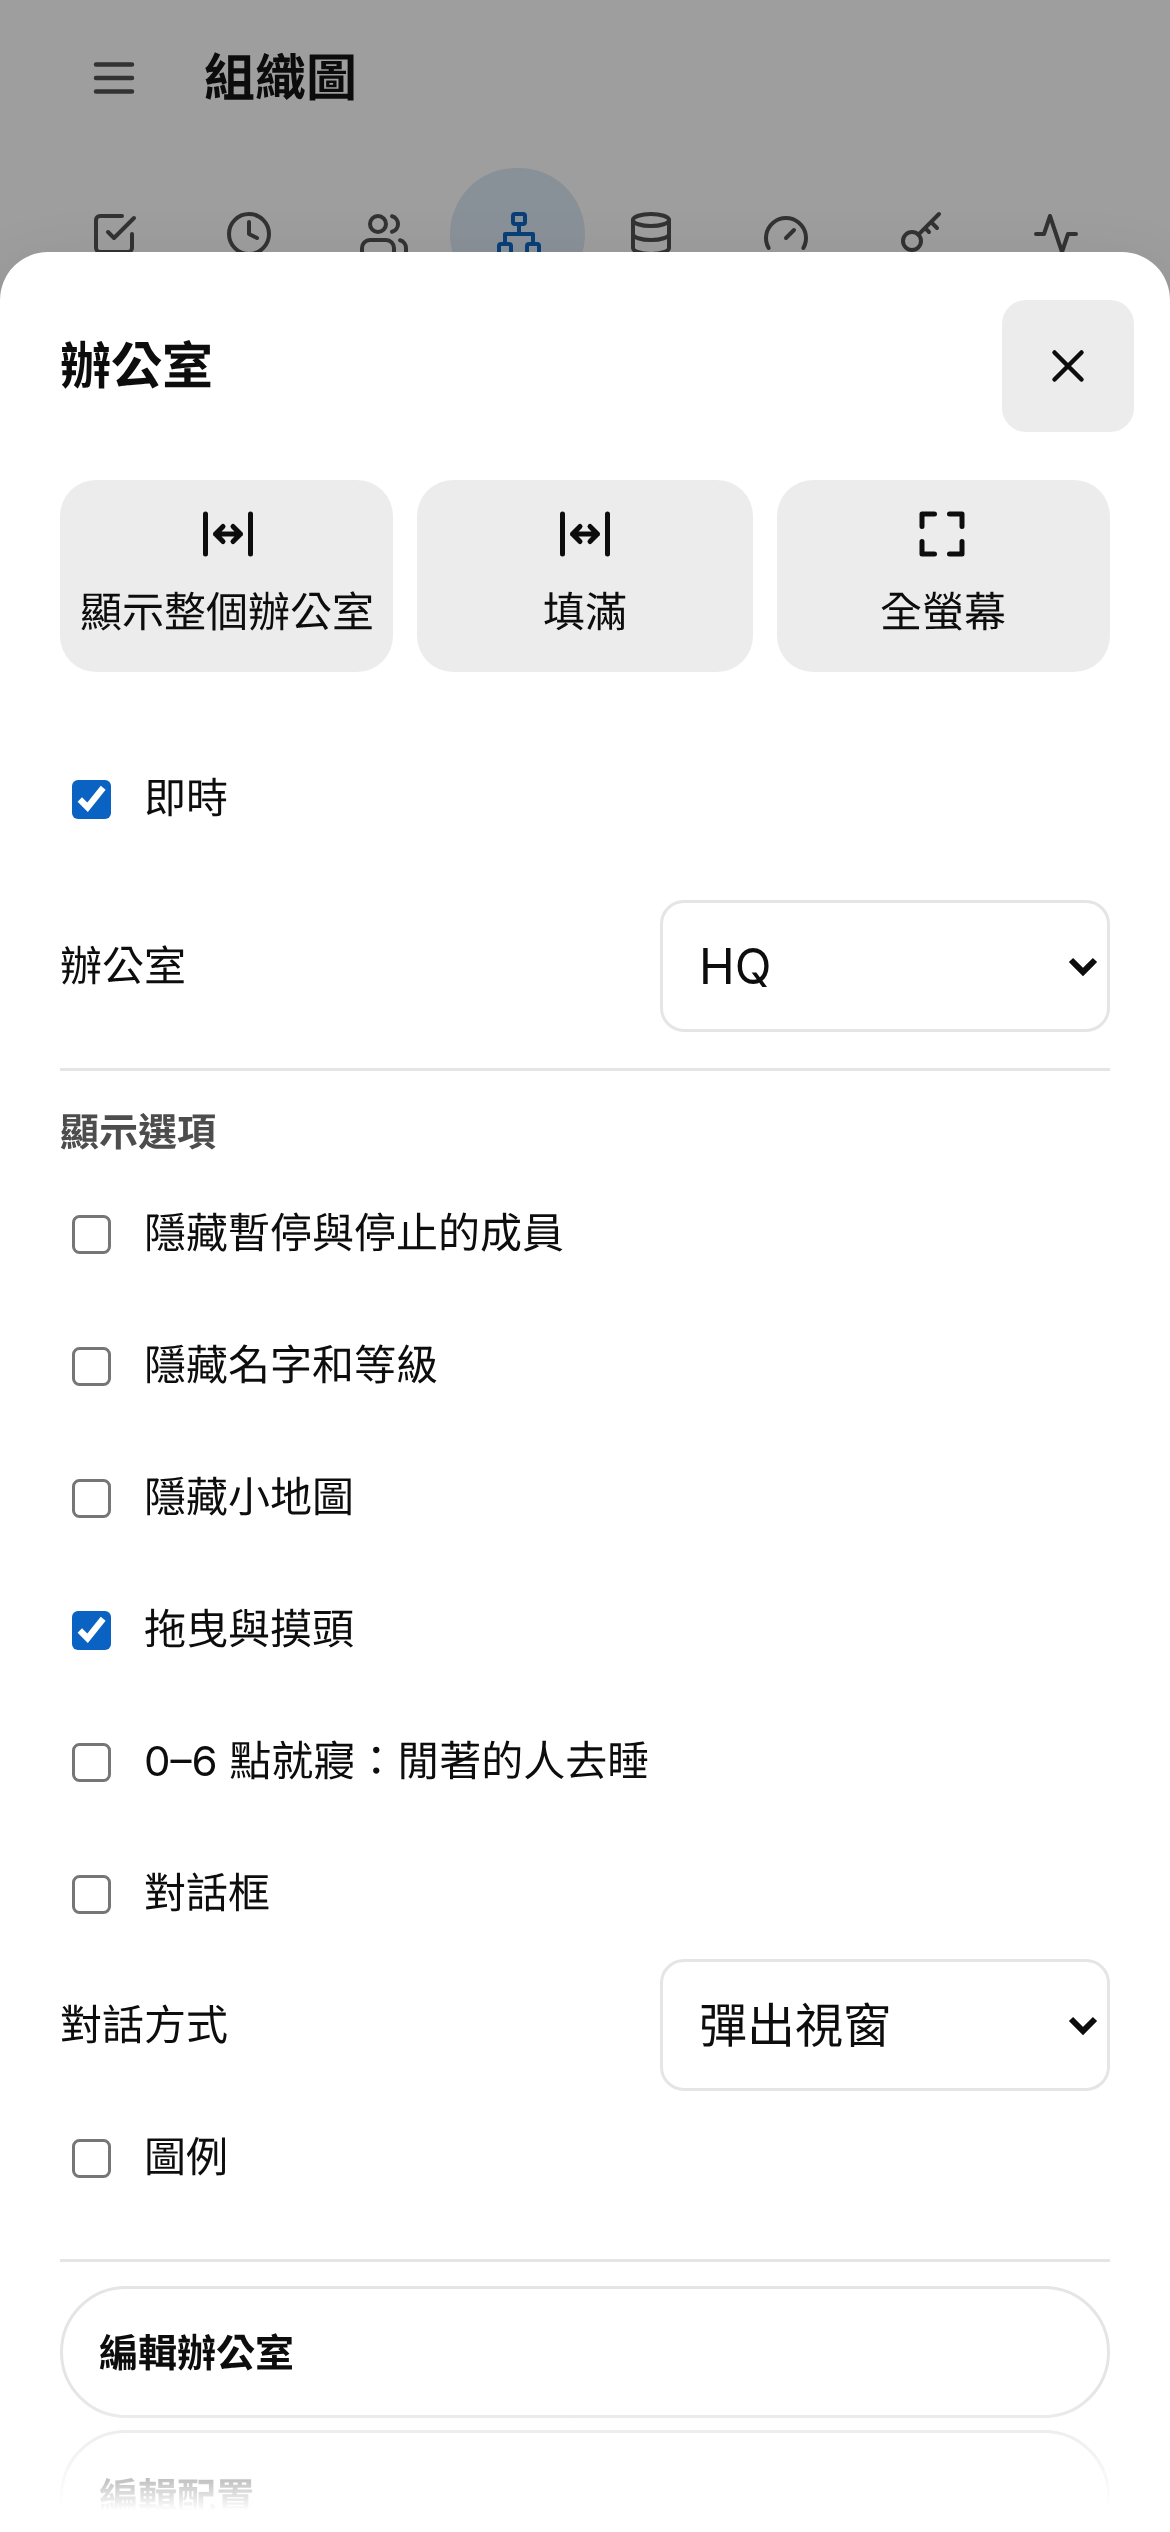 組織圖
辦公室
顯示整個辦公室
填滿
全螢幕
即時
辦公室
HQ
顯示選項
隱藏暫停與停止的成員
隱藏名字和等級
隱藏小地圖
拖曳與摸頭
0–6 點就寢：閒著的人去睡
對話框
對話方式
彈出視窗
圖例
編輯辦公室
編輯配置